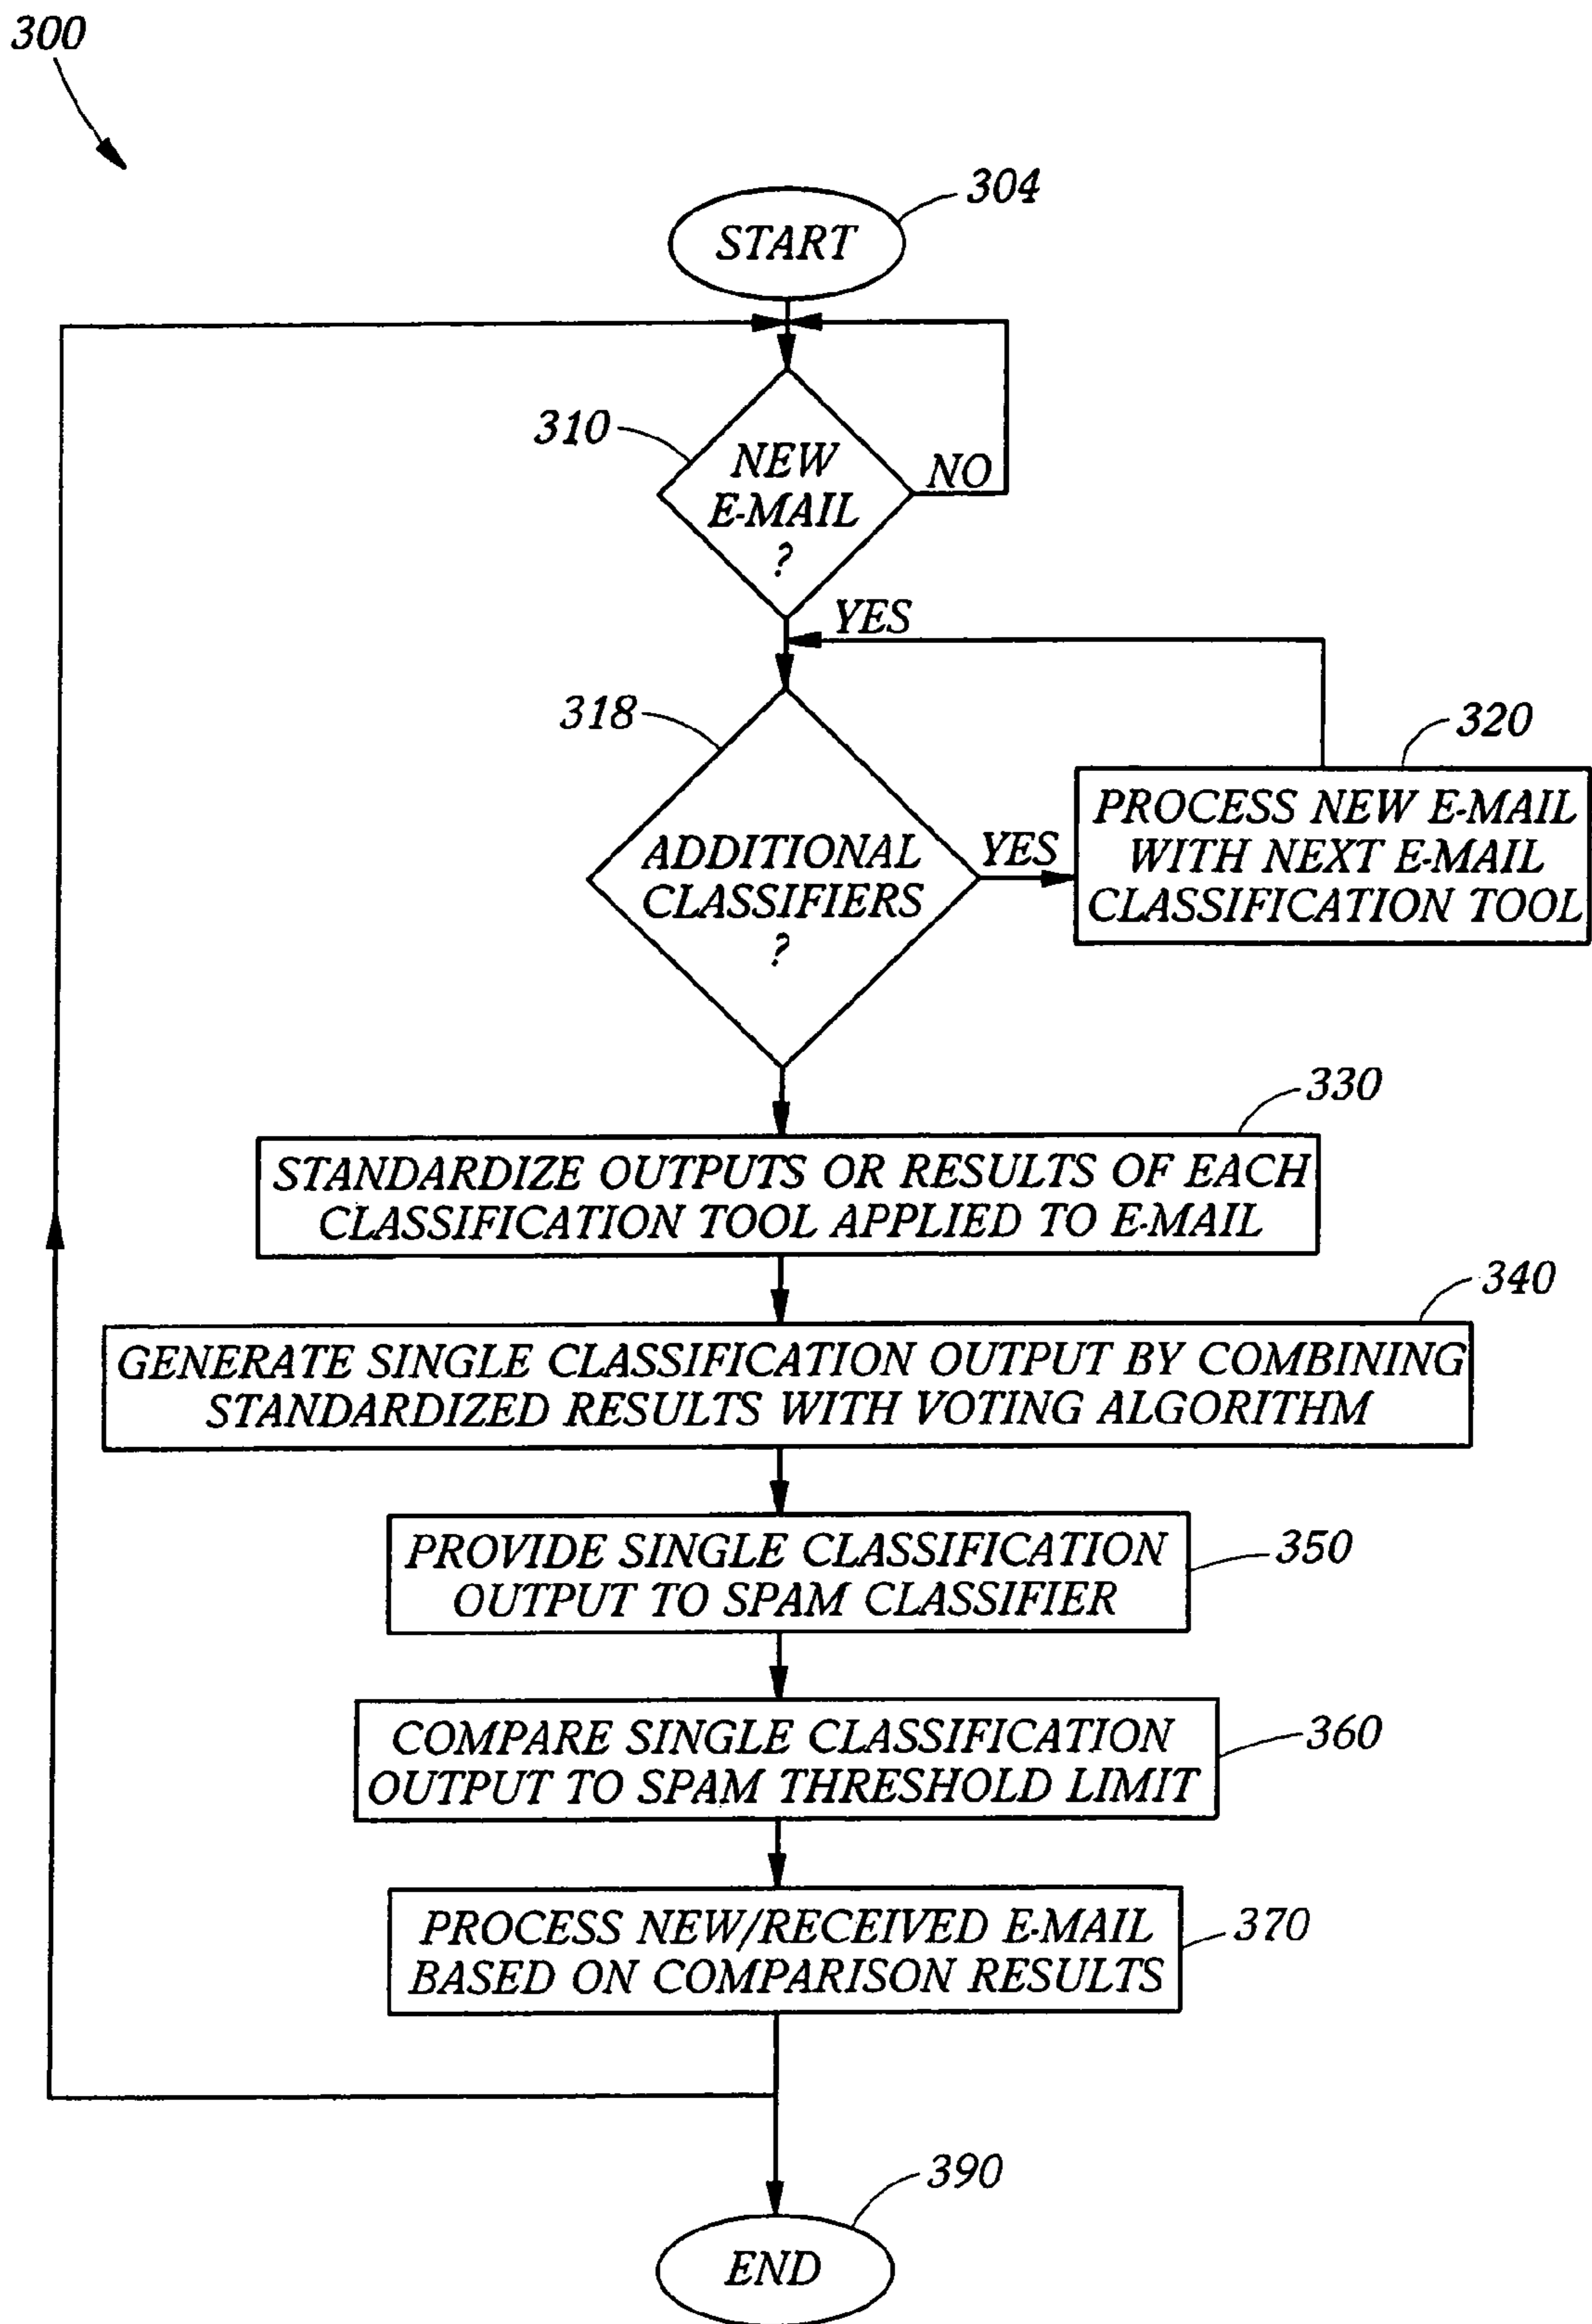 300
304
START
310
NEW
E-MAIL
?
NO
YES
318
ADDITIONAL
CLASSIFIERS
?
YES
320
PROCESS NEW E-MAIL
WITH NEXT E-MAIL
CLASSIFICATION TOOL
330
STANDARDIZE OUTPUTS OR RESULTS OF EACH
CLASSIFICATION TOOL APPLIED TO E-MAIL
340
GENERATE SINGLE CLASSIFICATION OUTPUT BY COMBINING
STANDARDIZED RESULTS WITH VOTING ALGORITHM
350
PROVIDE SINGLE CLASSIFICATION
OUTPUT TO SPAM CLASSIFIER
360
COMPARE SINGLE CLASSIFICATION
OUTPUT TO SPAM THRESHOLD LIMIT
370
PROCESS NEW/RECEIVED E-MAIL
BASED ON COMPARISON RESULTS
390
END